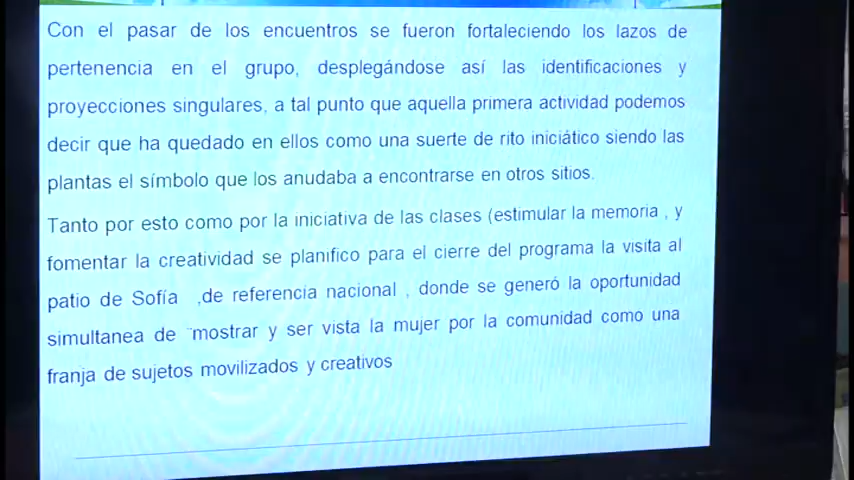 Con el pasar de los encuentros se fueron fortaleciendo los lazos de
pertenencia en el grupo, desplegándose así las identificaciones y
proyecciones singulares, a tal punto que aquella primera actividad podemos
decir que ha quedado en ellos como una suerte de rito iniciático siendo las
plantas el símbolo que los anudaba a encontrarse en otros sitios.
Tanto por esto como por la iniciativa de las clases (estimular la memoria , y
fomentar la creatividad se planifico para el cierre del programa la visita al
patio de Sofía ,de referencia nacional , donde se generó la oportunidad
simultanea de ¨mostrar y ser vista la mujer por la comunidad como una
franja de sujetos movilizados y creativos